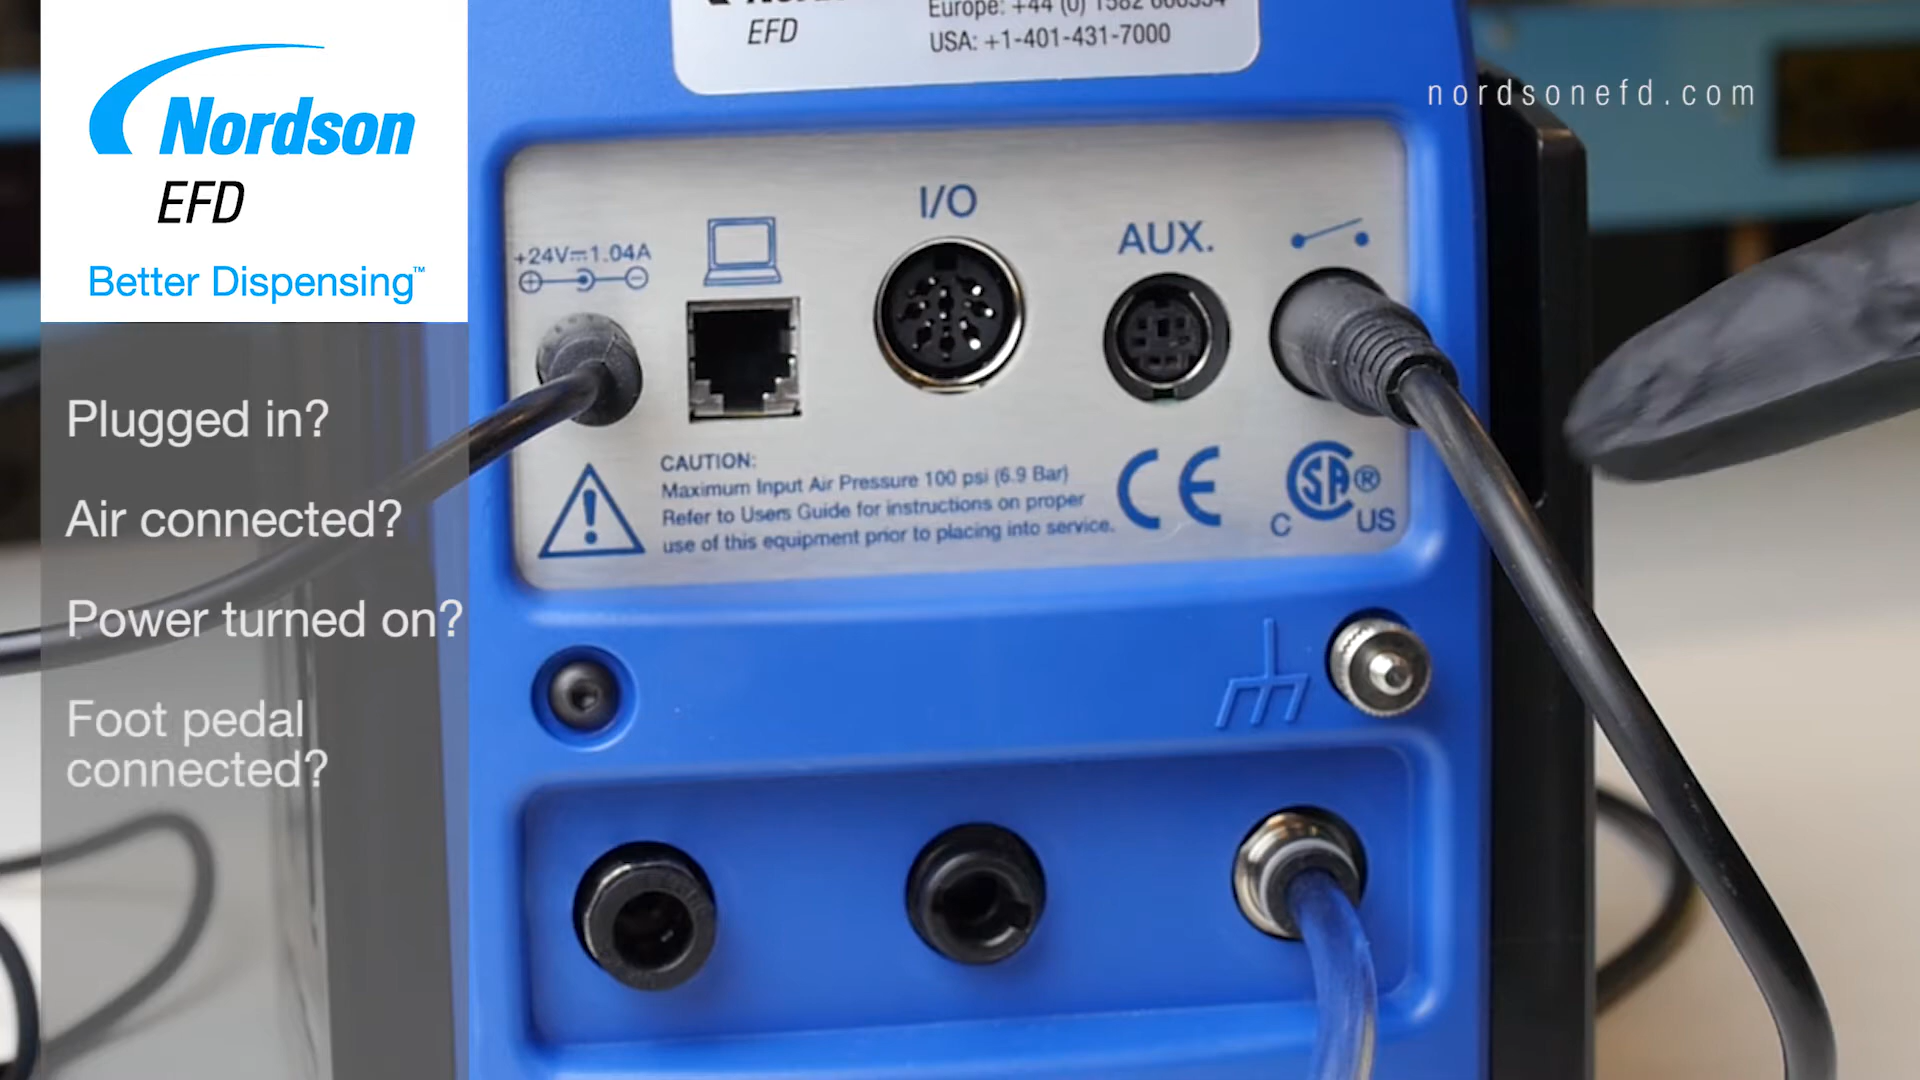 Nordson
EFD
Better Dispensing™
Plugged in?
Air connected?
Power turned on?
Foot pedal
connected?
nordsonefd.com
EFD
Europe: +44 (0) 1582
USA: +1-401-431-7000
+24V⎓1.04A
I/O
AUX.
CAUTION:
Maximum Input Air Pressure 100 psi (6.9 Bar)
Refer to Users Guide for instructions on proper
use of this equipment prior to placing into service.
CE
C SA® US